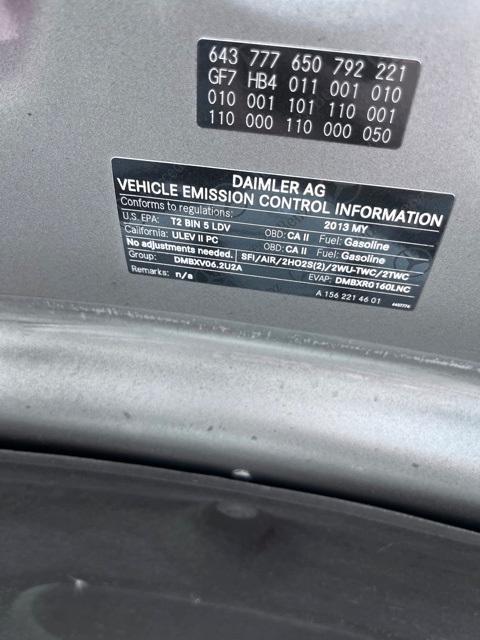 643 777 650 792 221
GF7 HB4 011 001 010
010 001 101 110 001
110 000 110 000 050
DAIMLER AG
VEHICLE EMISSION CONTROL INFORMATION
Conforms to regulations: 2013 MY
U.S. EPA: T2 BIN 5 LDV OBD: CA II Fuel: Gasoline
California: ULEV II PC OBD: CA II Fuel: Gasoline
No adjustments needed. SFI/AIR/2HO2S(2)/2WU-TWC/2TWC
Group: DMBXV06.2U2A EVAP: DMBXR0160LNC
Remarks: n/a
A 156 221 46 01